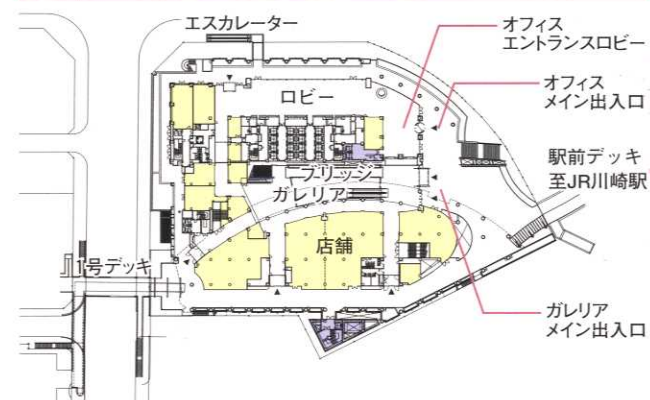 エスカレーター
オフィス
エントランスロビー
ロビー
オフィス
メイン出入口
駅前デッキ
至JR川崎駅
ブリッジ
ガレリア
店舗
1号デッキ
ガレリア
メイン出入口